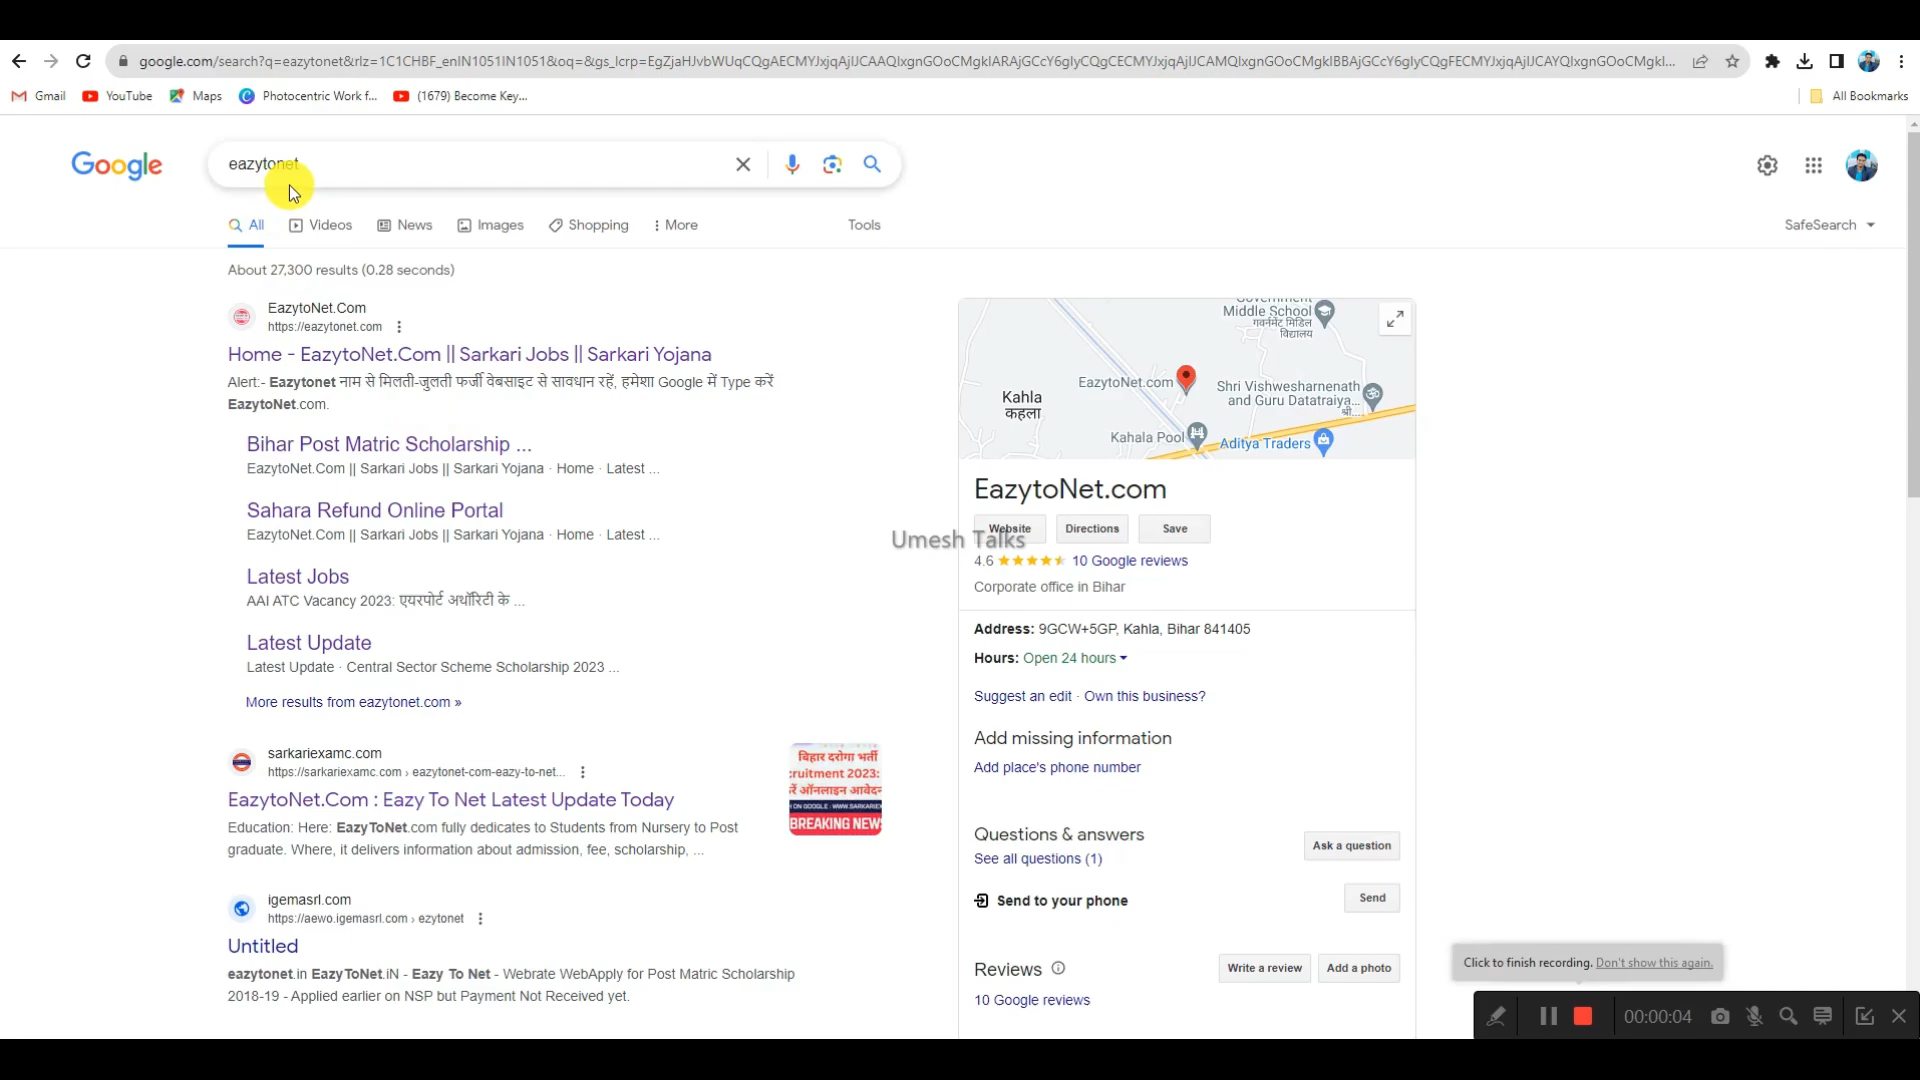 google.com/search?q=eazytonet&rlz=1C1CHBF_enIN1051IN1051&oq=&gs_lcrp=EgZjaHJvbWUqCQgAECMYJxjqAjIJCAAQIxgnGOoCMgkIARAjGCcY6gIyCQgCECMYJxjqAjIJCAMQIxgnGOoCMgkIBBAjGCcY6gIyCQgFECMYJxjqAjIJCAYQIxgnGOoCMgkI...
Gmail YouTube Maps Photocentric Work f... (1679) Become Key... All Bookmarks
Google eazytonet
All Videos News Images Shopping More Tools SafeSearch
About 27,300 results (0.28 seconds)
EazytoNet.Com
https://eazytonet.com
Home - EazytoNet.Com || Sarkari Jobs || Sarkari Yojana
Alert:- Eazytonet नाम से मिलती-जुलती फर्जी वेबसाइट से सावधान रहें, हमेशा Google में Type करें
EazytoNet.com.
Bihar Post Matric Scholarship ...
EazytoNet.Com || Sarkari Jobs || Sarkari Yojana · Home · Latest ...
Sahara Refund Online Portal
EazytoNet.Com || Sarkari Jobs || Sarkari Yojana · Home · Latest ...
Latest Jobs
AAI ATC Vacancy 2023: एयरपोर्ट अथॉरिटी के ...
Latest Update
Latest Update · Central Sector Scheme Scholarship 2023 ...
More results from eazytonet.com »
sarkariexamc.com
https://sarkariexamc.com › eazytonet-com-eazy-to-net...
EazytoNet.Com : Eazy To Net Latest Update Today
Education: Here: EazyToNet.com fully dedicates to Students from Nursery to Post
graduate. Where, it delivers information about admission, fee, scholarship, ...
बिहार दरोगा भर्ती
cruitment 2023:
रें ऑनलाइन आवेदन
BREAKING NEWS
igemasrl.com
https://aewo.igemasrl.com › ezytonet
Untitled
eazytonet.in EazyToNet.iN - Eazy To Net - Webrate WebApply for Post Matric Scholarship
2018-19 - Applied earlier on NSP but Payment Not Received yet.
Government
Middle School
गवर्नमेंट मिडिल
विद्यालय
EazytoNet.com
Kahla
कहला
Shri Vishwesharnenath
and Guru Datatraiya...
श्री...
Kahala Pool
Aditya Traders
EazytoNet.com
Website Directions Save
Umesh Talks
4.6 10 Google reviews
Corporate office in Bihar
Address: 9GCW+5GP, Kahla, Bihar 841405
Hours: Open 24 hours
Suggest an edit · Own this business?
Add missing information
Add place's phone number
Questions & answers
See all questions (1)
Ask a question
Send to your phone
Send
Reviews
Write a review Add a photo
10 Google reviews
Click to finish recording. Don't show this again.
00:00:04